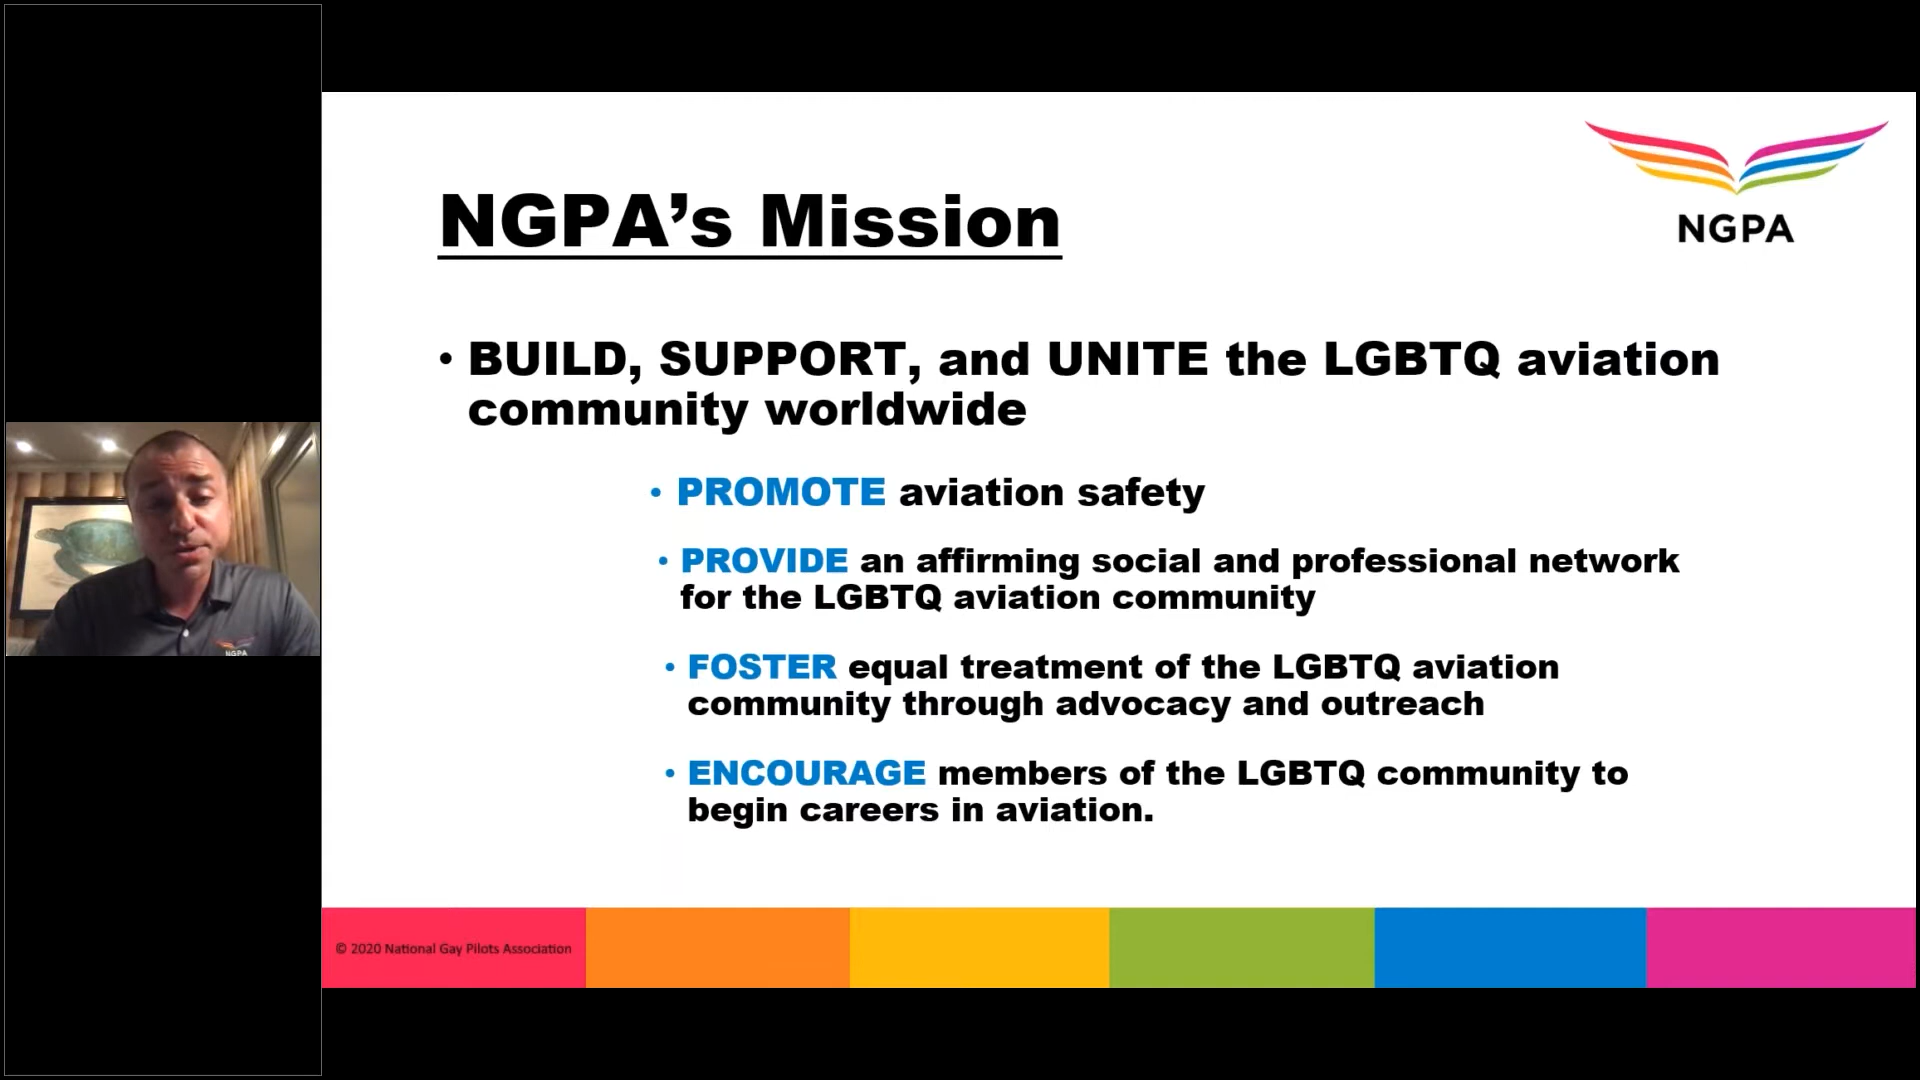 NGPA
NGPA’s Mission
• BUILD, SUPPORT, and UNITE the LGBTQ aviation
community worldwide
• PROMOTE aviation safety
• PROVIDE an affirming social and professional network
for the LGBTQ aviation community
• FOSTER equal treatment of the LGBTQ aviation
community through advocacy and outreach
• ENCOURAGE members of the LGBTQ community to
begin careers in aviation.
NGPA
© 2020 National Gay Pilots Association